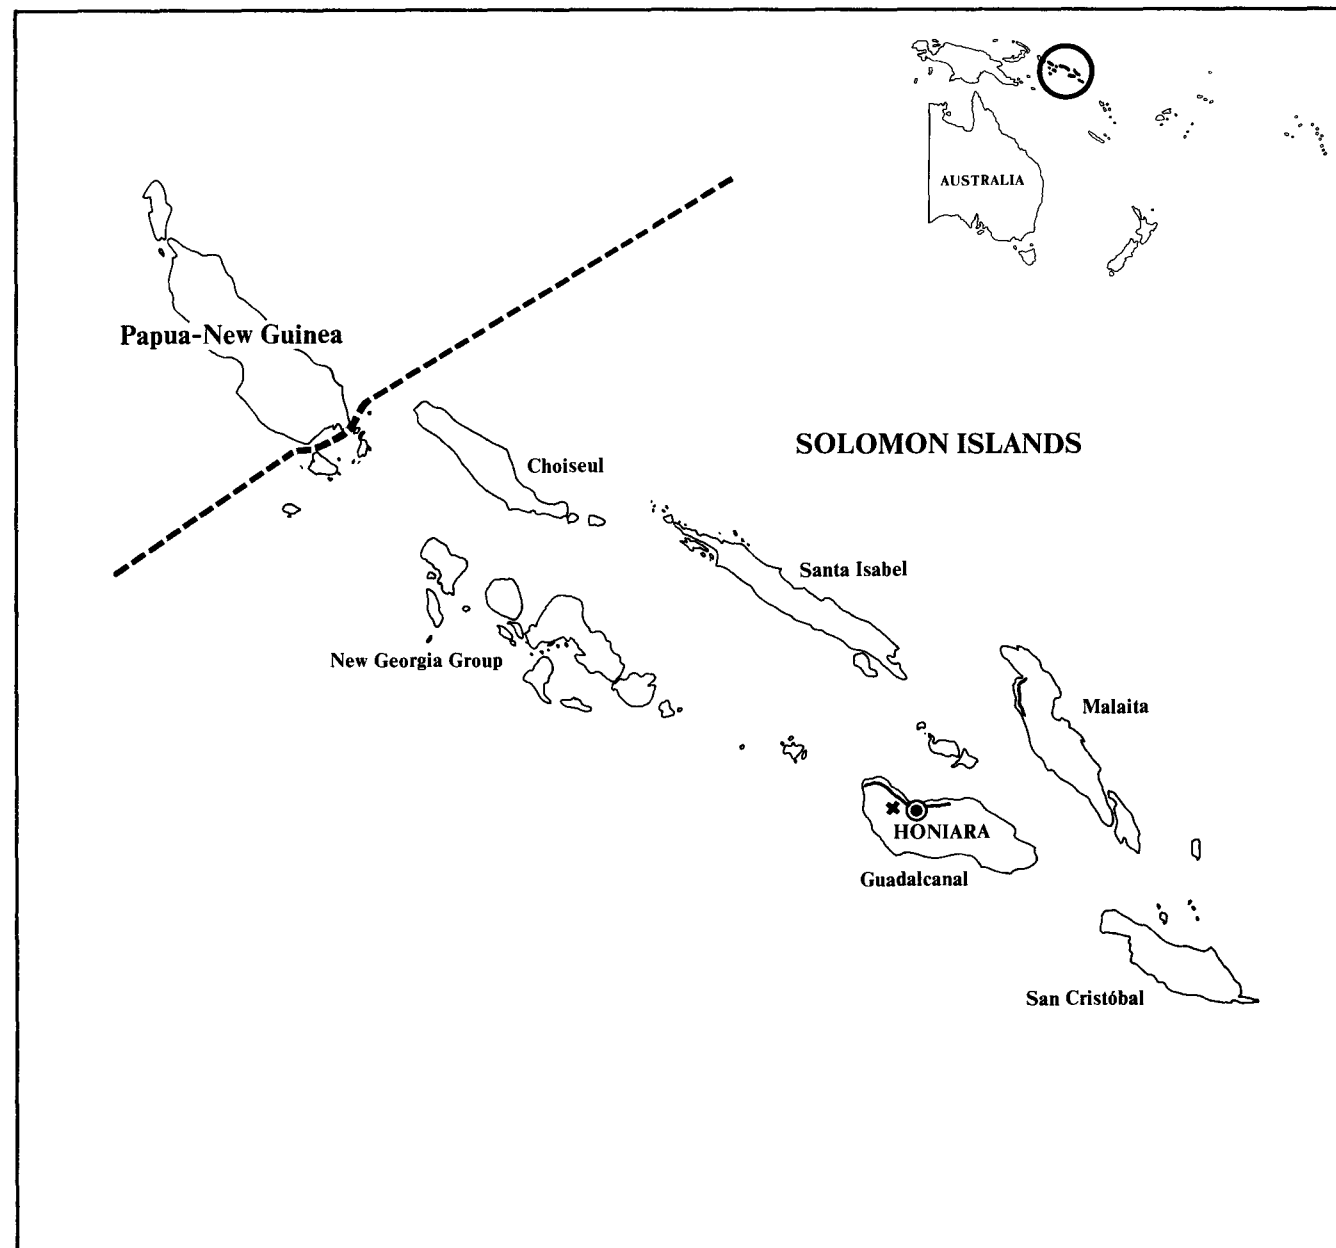 AUSTRALIA
Papua-New Guinea
SOLOMON ISLANDS
Choiseul
Santa Isabel
New Georgia Group
Malaita
HONIARA
Guadalcanal
San Cristóbal